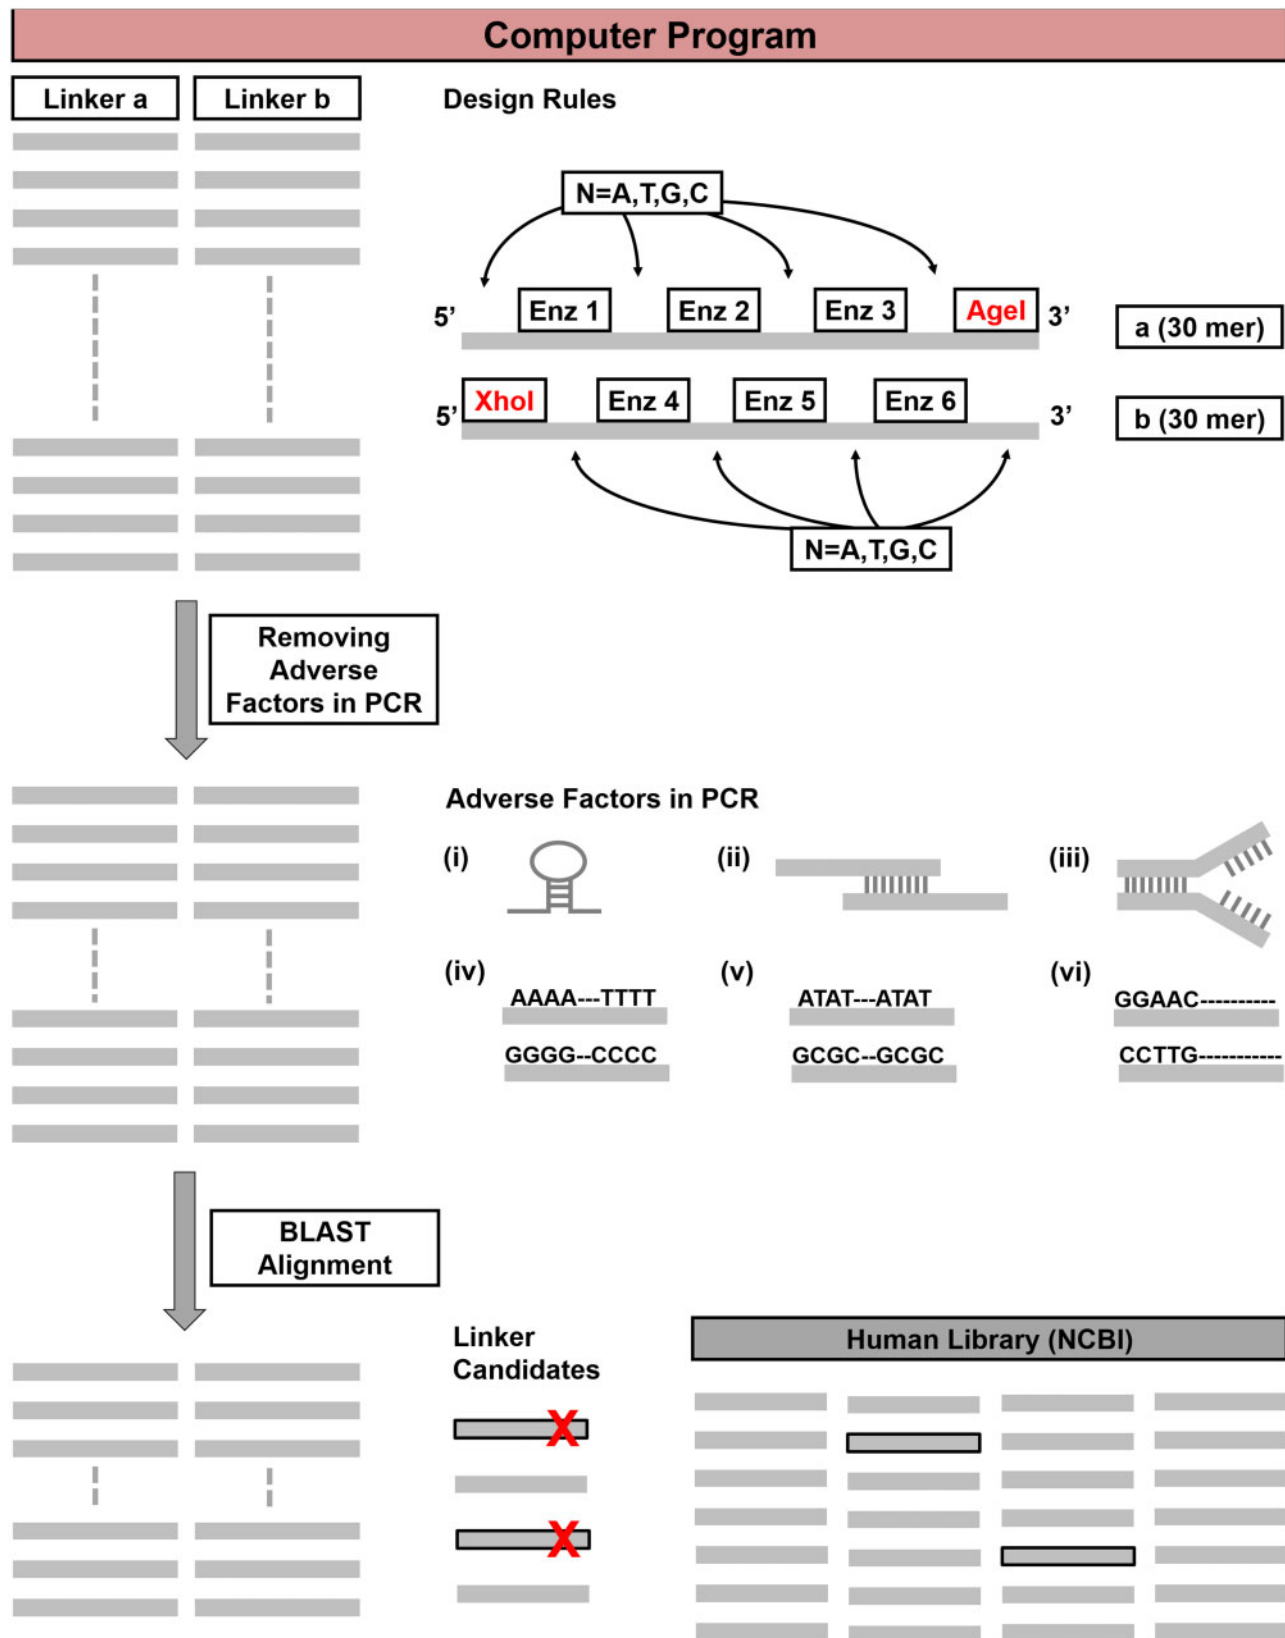 Computer Program
Linker a
Linker b
Design Rules
N=A,T,G,C
5’
Enz 1
Enz 2
Enz 3
AgeI
3’
a (30 mer)
5’
XhoI
Enz 4
Enz 5
Enz 6
3’
b (30 mer)
N=A,T,G,C
Removing
Adverse
Factors in PCR
Adverse Factors in PCR
(i)
(ii)
(iii)
(iv)
AAAA---TTTT
GGGG--CCCC
(v)
ATAT---ATAT
GCGC--GCGC
(vi)
GGAAC----------
CCTTG-----------
BLAST
Alignment
Linker
Candidates
X
X
Human Library (NCBI)